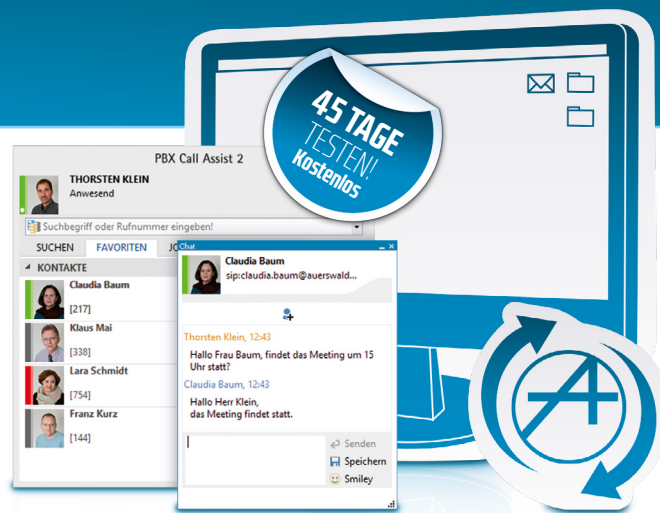 45 TAGE
TESTEN!
Kostenlos
PBX Call Assist 2
THORSTEN KLEIN
Anwesend
Suchbegriff oder Rufnummer eingeben!
SUCHEN FAVORITEN
KONTAKTE
Claudia Baum
[217]
Klaus Mai
[338]
Lara Schmidt
[754]
Franz Kurz
[144]
Chat
Claudia Baum
sip:claudia.baum@auerswald...
Thorsten Klein, 12:43
Hallo Frau Baum, findet das Meeting um 15
Uhr statt?
Claudia Baum, 12:43
Hallo Herr Klein,
das Meeting findet statt.
Senden
Speichern
Smiley